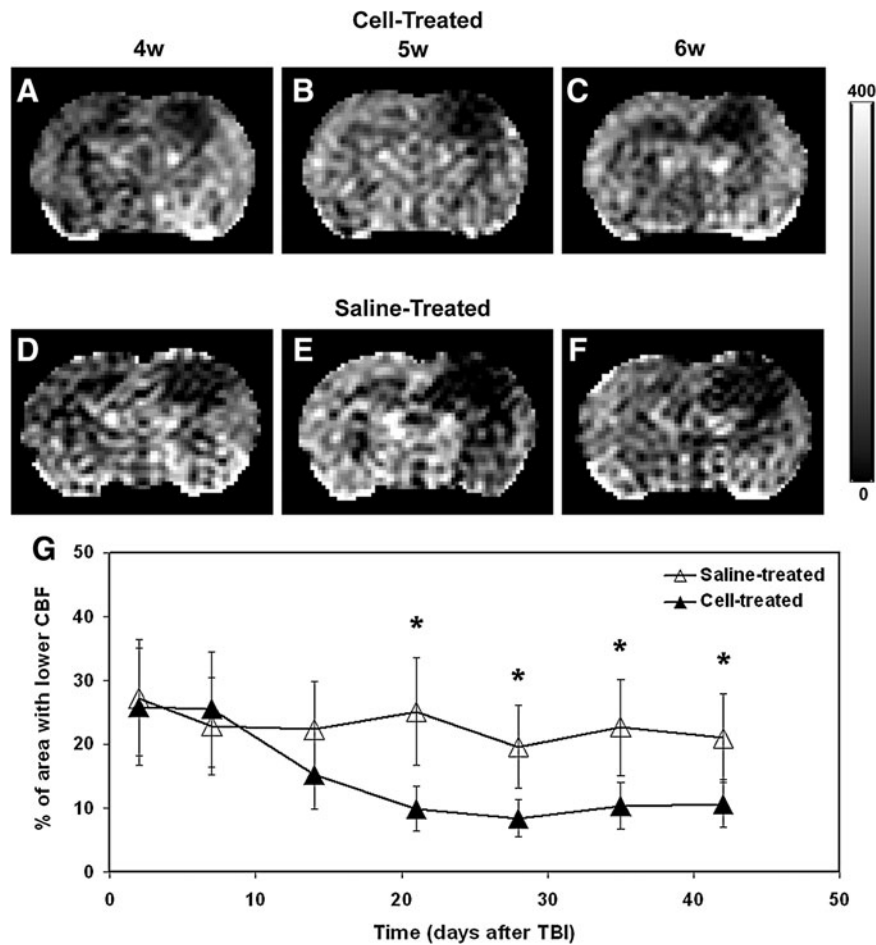 Cell-Treated
4w 5w 6w
A B C
400
Saline-Treated
D E F
0
G
50
Saline-treated
Cell-treated
40
*
*
*
*
30
20
10
0
% of area with lower CBF
0 10 20 30 40 50
Time (days after TBI)